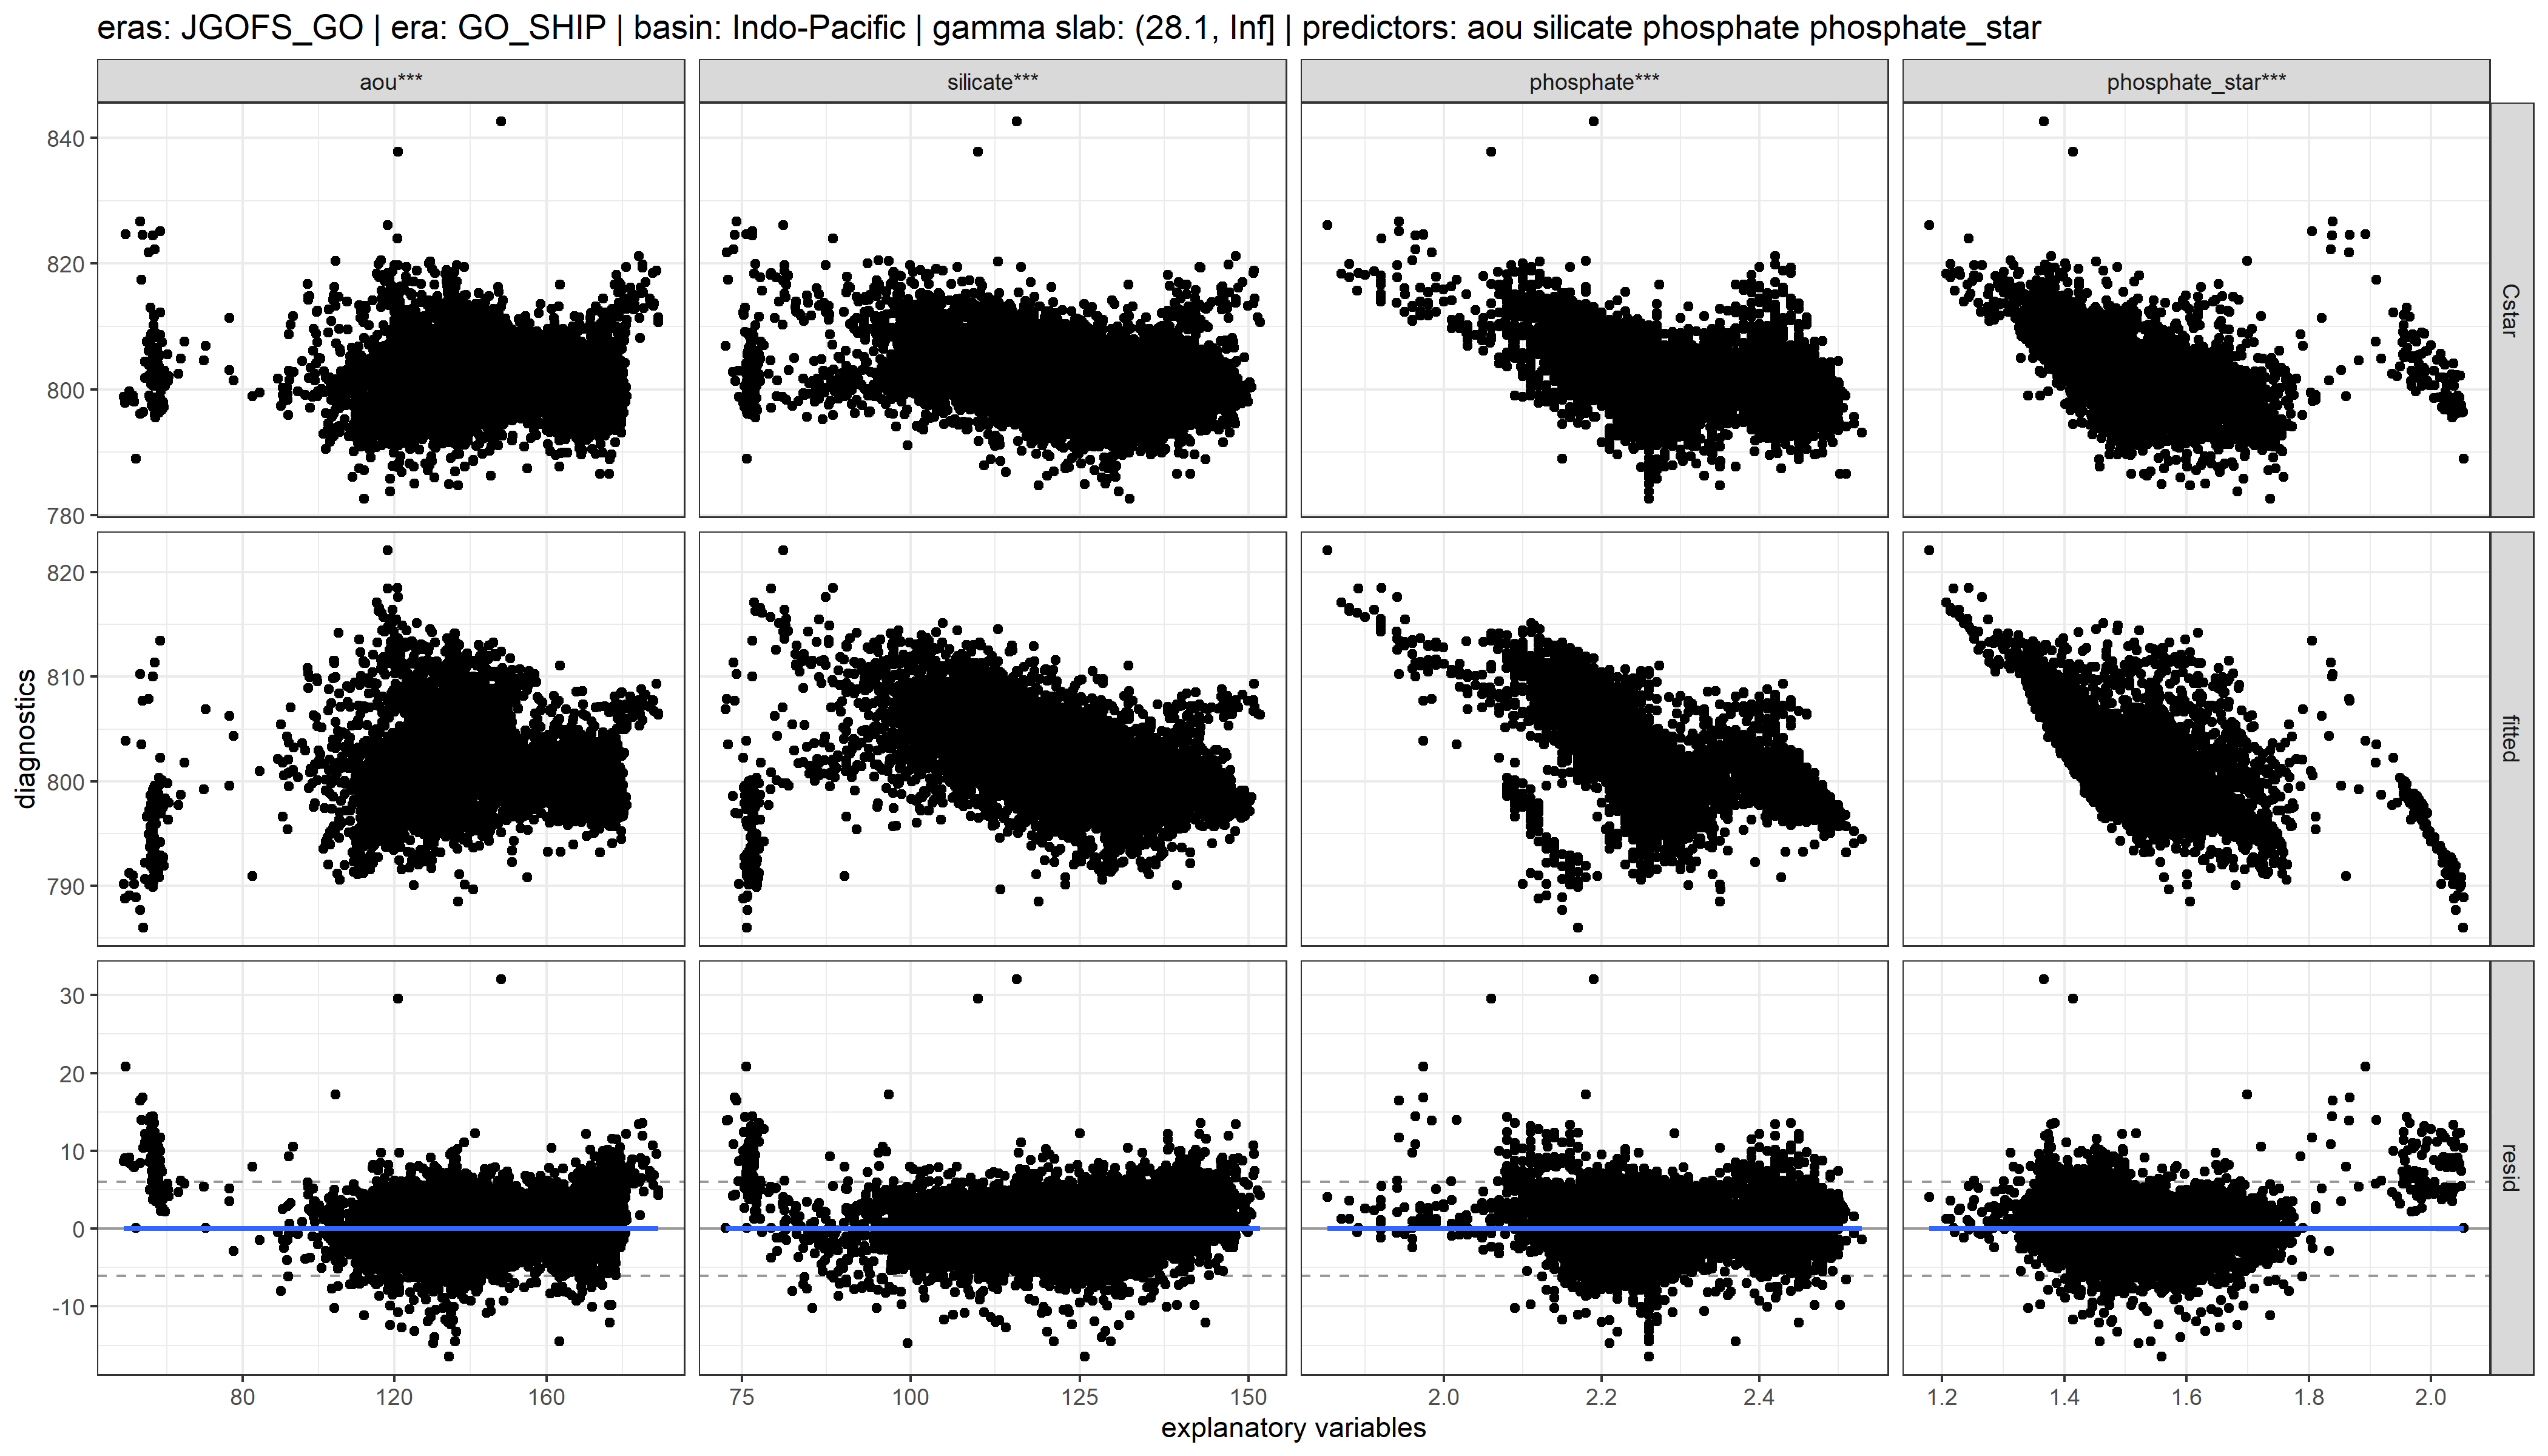 eras: JGOFS_GO | era: GO_SHIP | basin: Indo-Pacific | gamma slab: (28.1, Inf] | predictors: aou silicate phosphate phosphate_star
aou*** silicate*** phosphate*** phosphate_star***
840
820
800
780
Cstar
820
810
800
790
fitted
diagnostics
30
20
10
0
-10
resid
80 120 160 75 100 125 150 2.0 2.2 2.4 1.2 1.4 1.6 1.8 2.0
explanatory variables